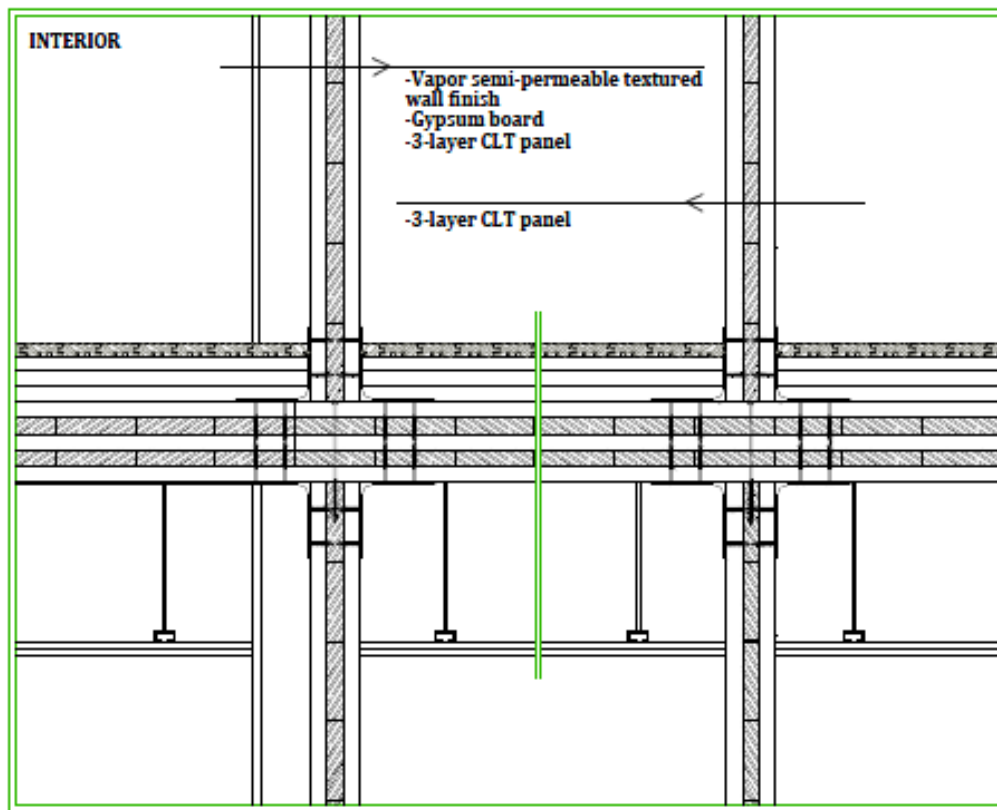 INTERIOR
-Vapor semi-permeable textured
wall finish
-Gypsum board
-3-layer CLT panel
-3-layer CLT panel